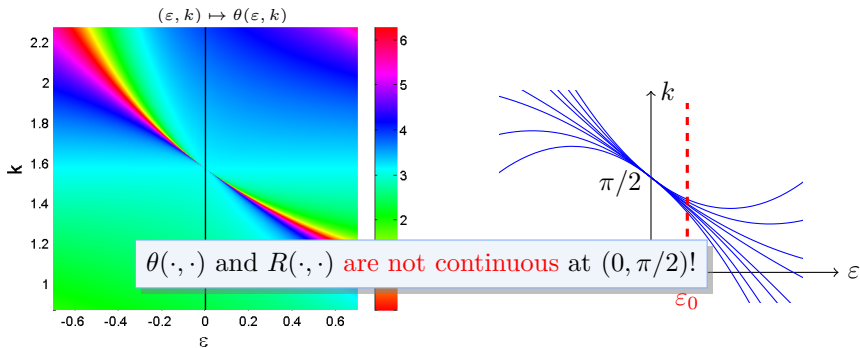 (ε, k) ↦ θ(ε, k)
2.2
2
1.8
1.6
1.4
1.2
1
k
-0.6 -0.4 -0.2 0 0.2 0.4 0.6
ε
6
5
4
3
2
k
π/2
ε
ε₀
θ(·, ·) and R(·, ·) are not continuous at (0, π/2)!